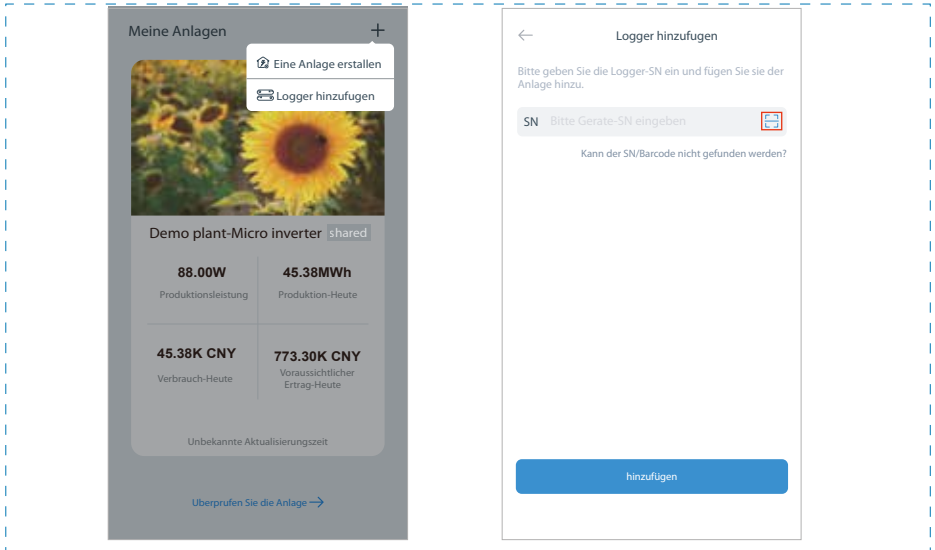 Meine Anlagen
Eine Anlage erstellen
Logger hinzufugen
Demo plant-Micro inverter shared
88.00W
Produktionsleistung
45.38MWh
Produktion-Heute
45.38K CNY
Verbrauch-Heute
773.30K CNY
Voraussichtlicher
Ertrag-Heute
Unbekannte Aktualisierungszeit
Uberprufen Sie die Anlage
Logger hinzufugen
Bitte geben Sie die Logger-SN ein und fügen Sie sie der
Anlage hinzu.
SN Bitte Gerate-SN eingeben
Kann der SN/Barcode nicht gefunden werden?
hinzufügen